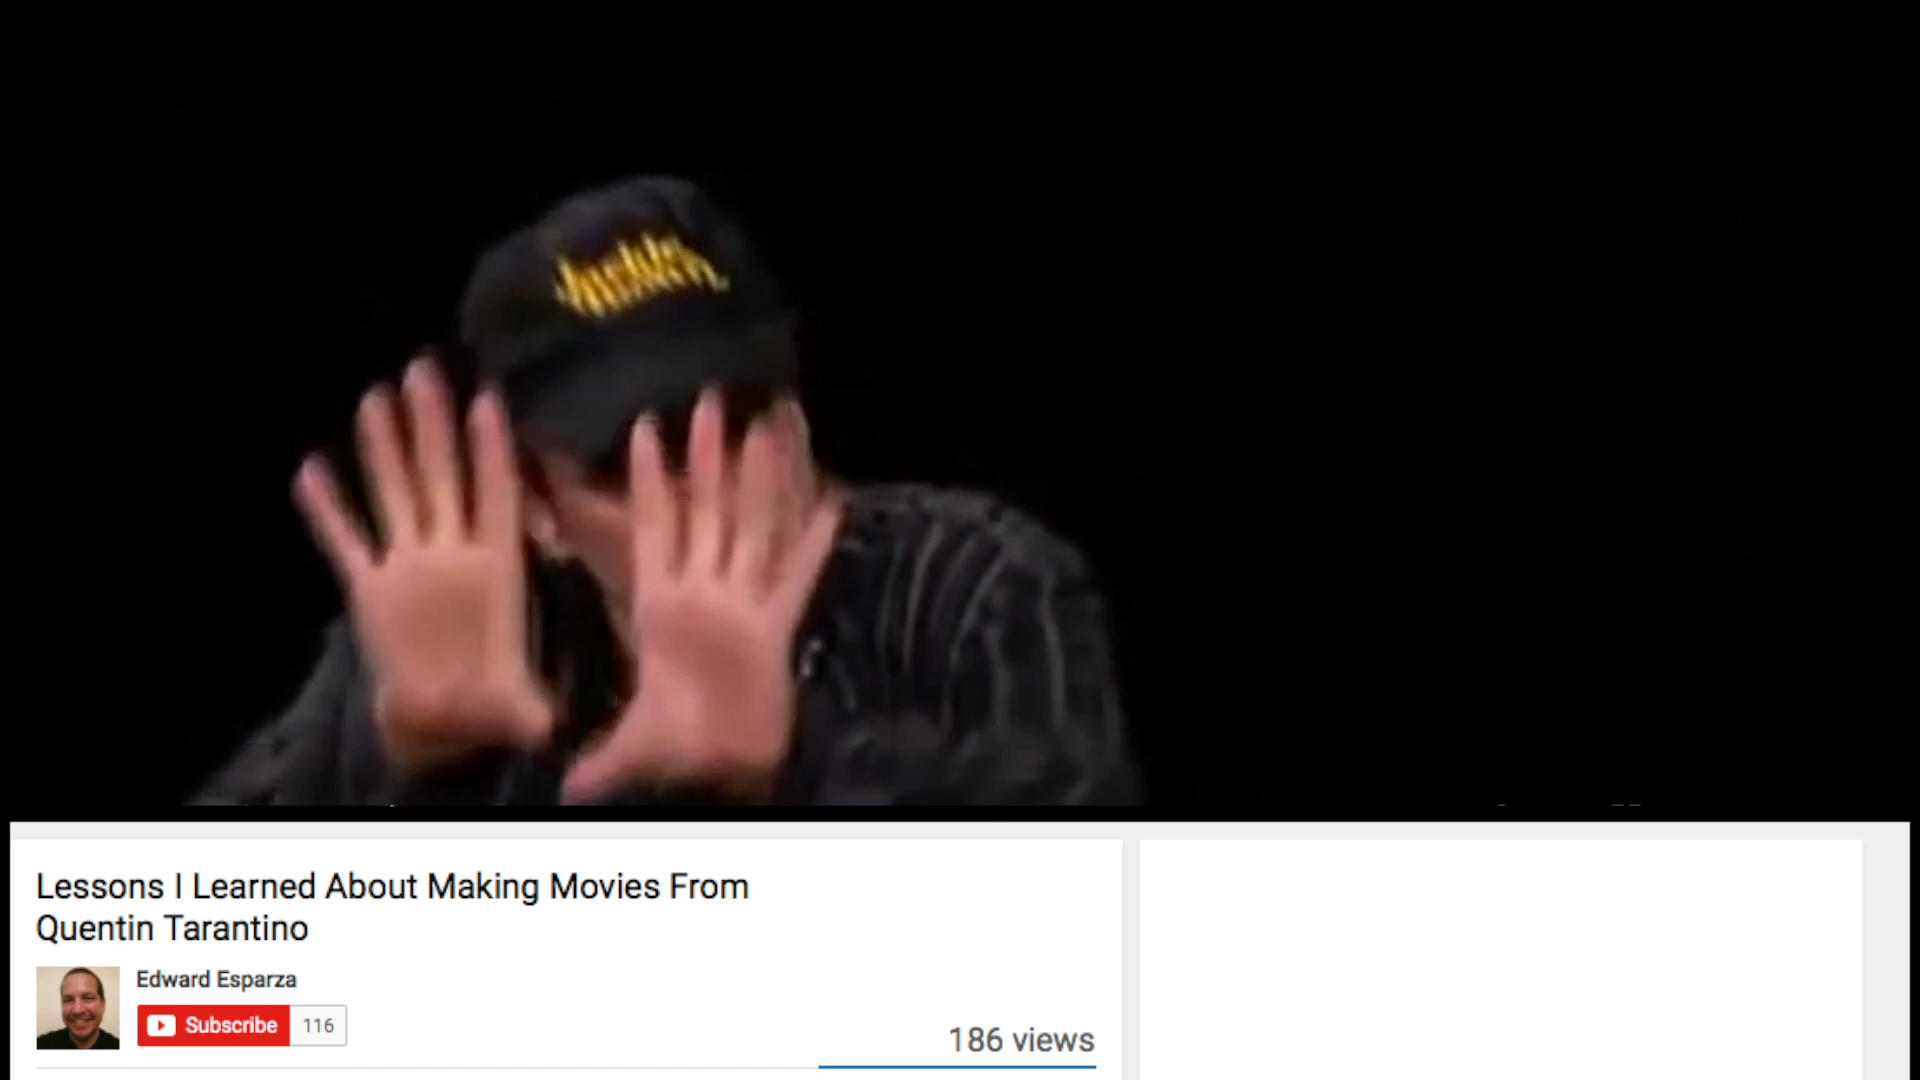 Lessons I Learned About Making Movies From
Quentin Tarantino
Edward Esparza
Subscribe
116
186 views